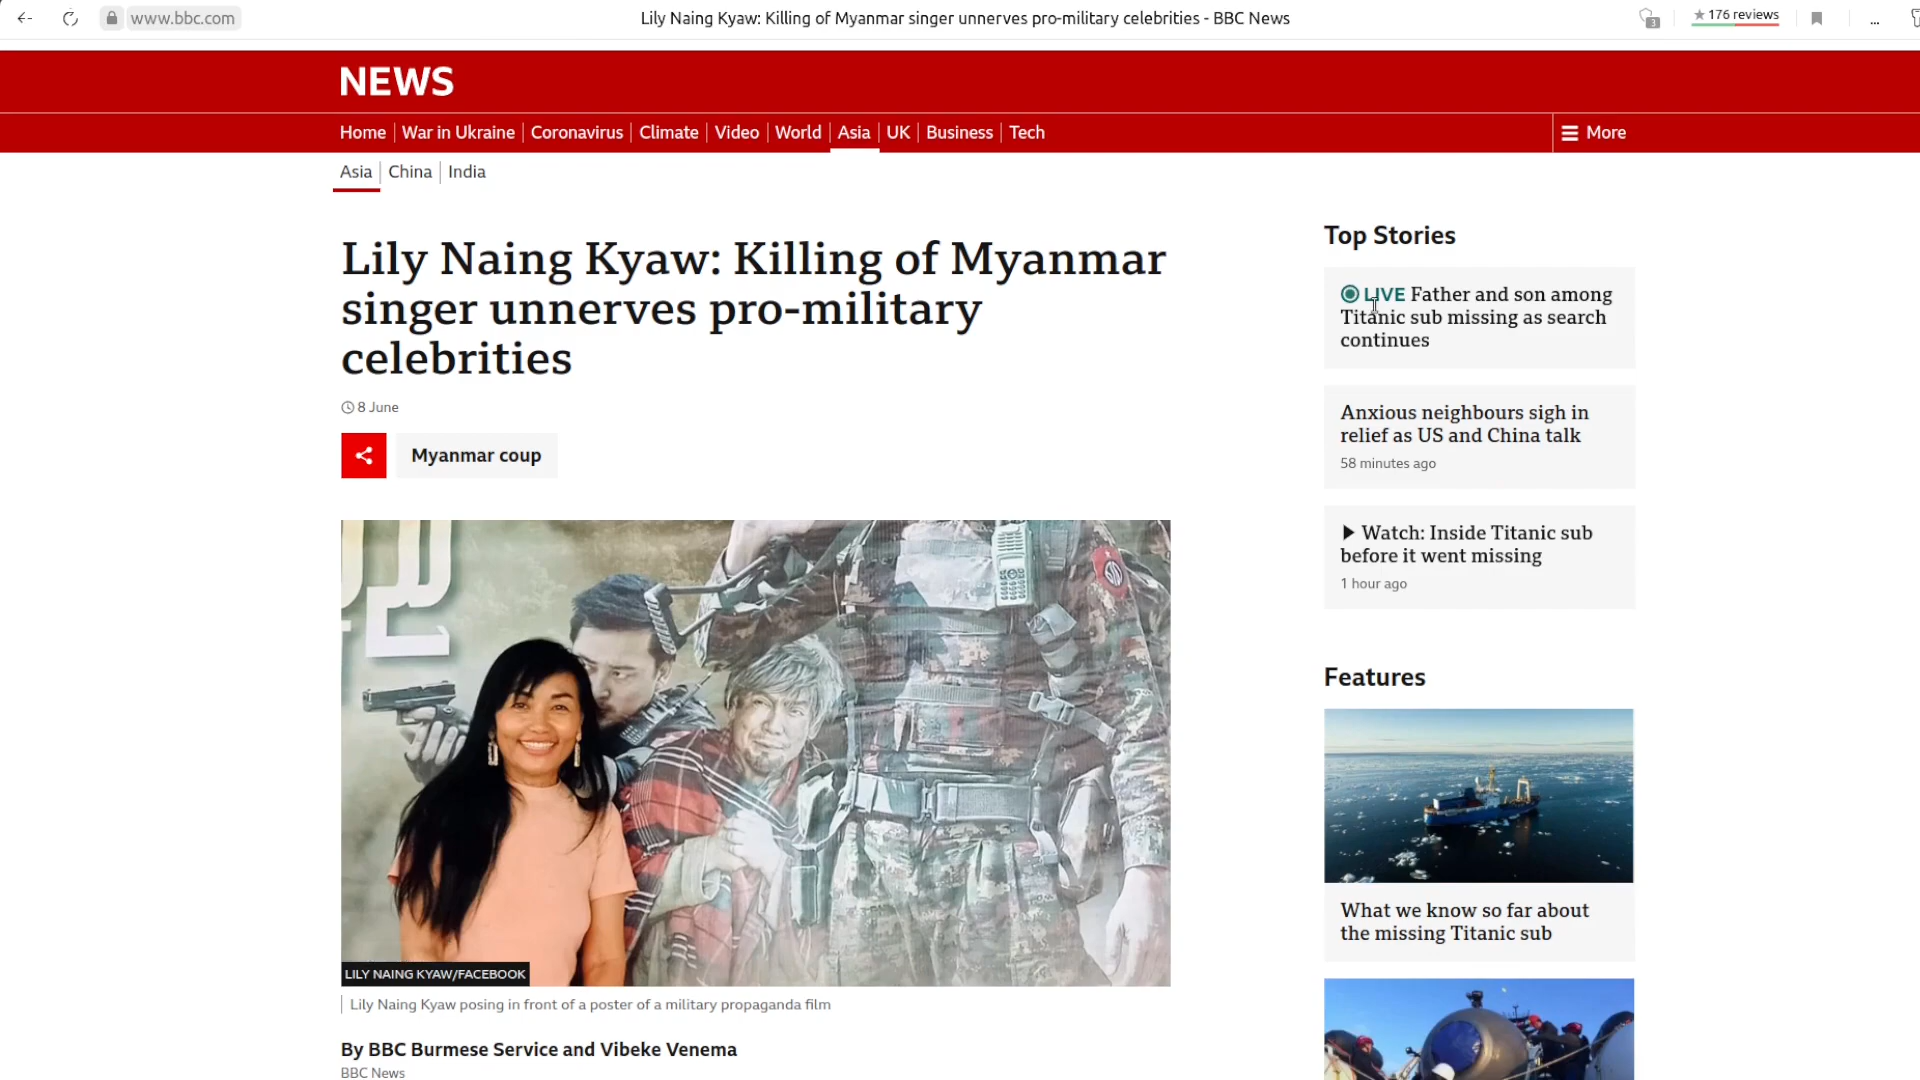 www.bbc.com
Lily Naing Kyaw: Killing of Myanmar singer unnerves pro-military celebrities - BBC News
3
★ 176 reviews
...
NEWS
Home
War in Ukraine
Coronavirus
Climate
Video
World
Asia
UK
Business
Tech
More
Asia
China
India
Lily Naing Kyaw: Killing of Myanmar
singer unnerves pro-military
celebrities
8 June
Myanmar coup
LILY NAING KYAW/FACEBOOK
Lily Naing Kyaw posing in front of a poster of a military propaganda film
By BBC Burmese Service and Vibeke Venema
BBC News
Top Stories
LIVE Father and son among
Titanic sub missing as search
continues
Anxious neighbours sigh in
relief as US and China talk
58 minutes ago
Watch: Inside Titanic sub
before it went missing
1 hour ago
Features
What we know so far about
the missing Titanic sub